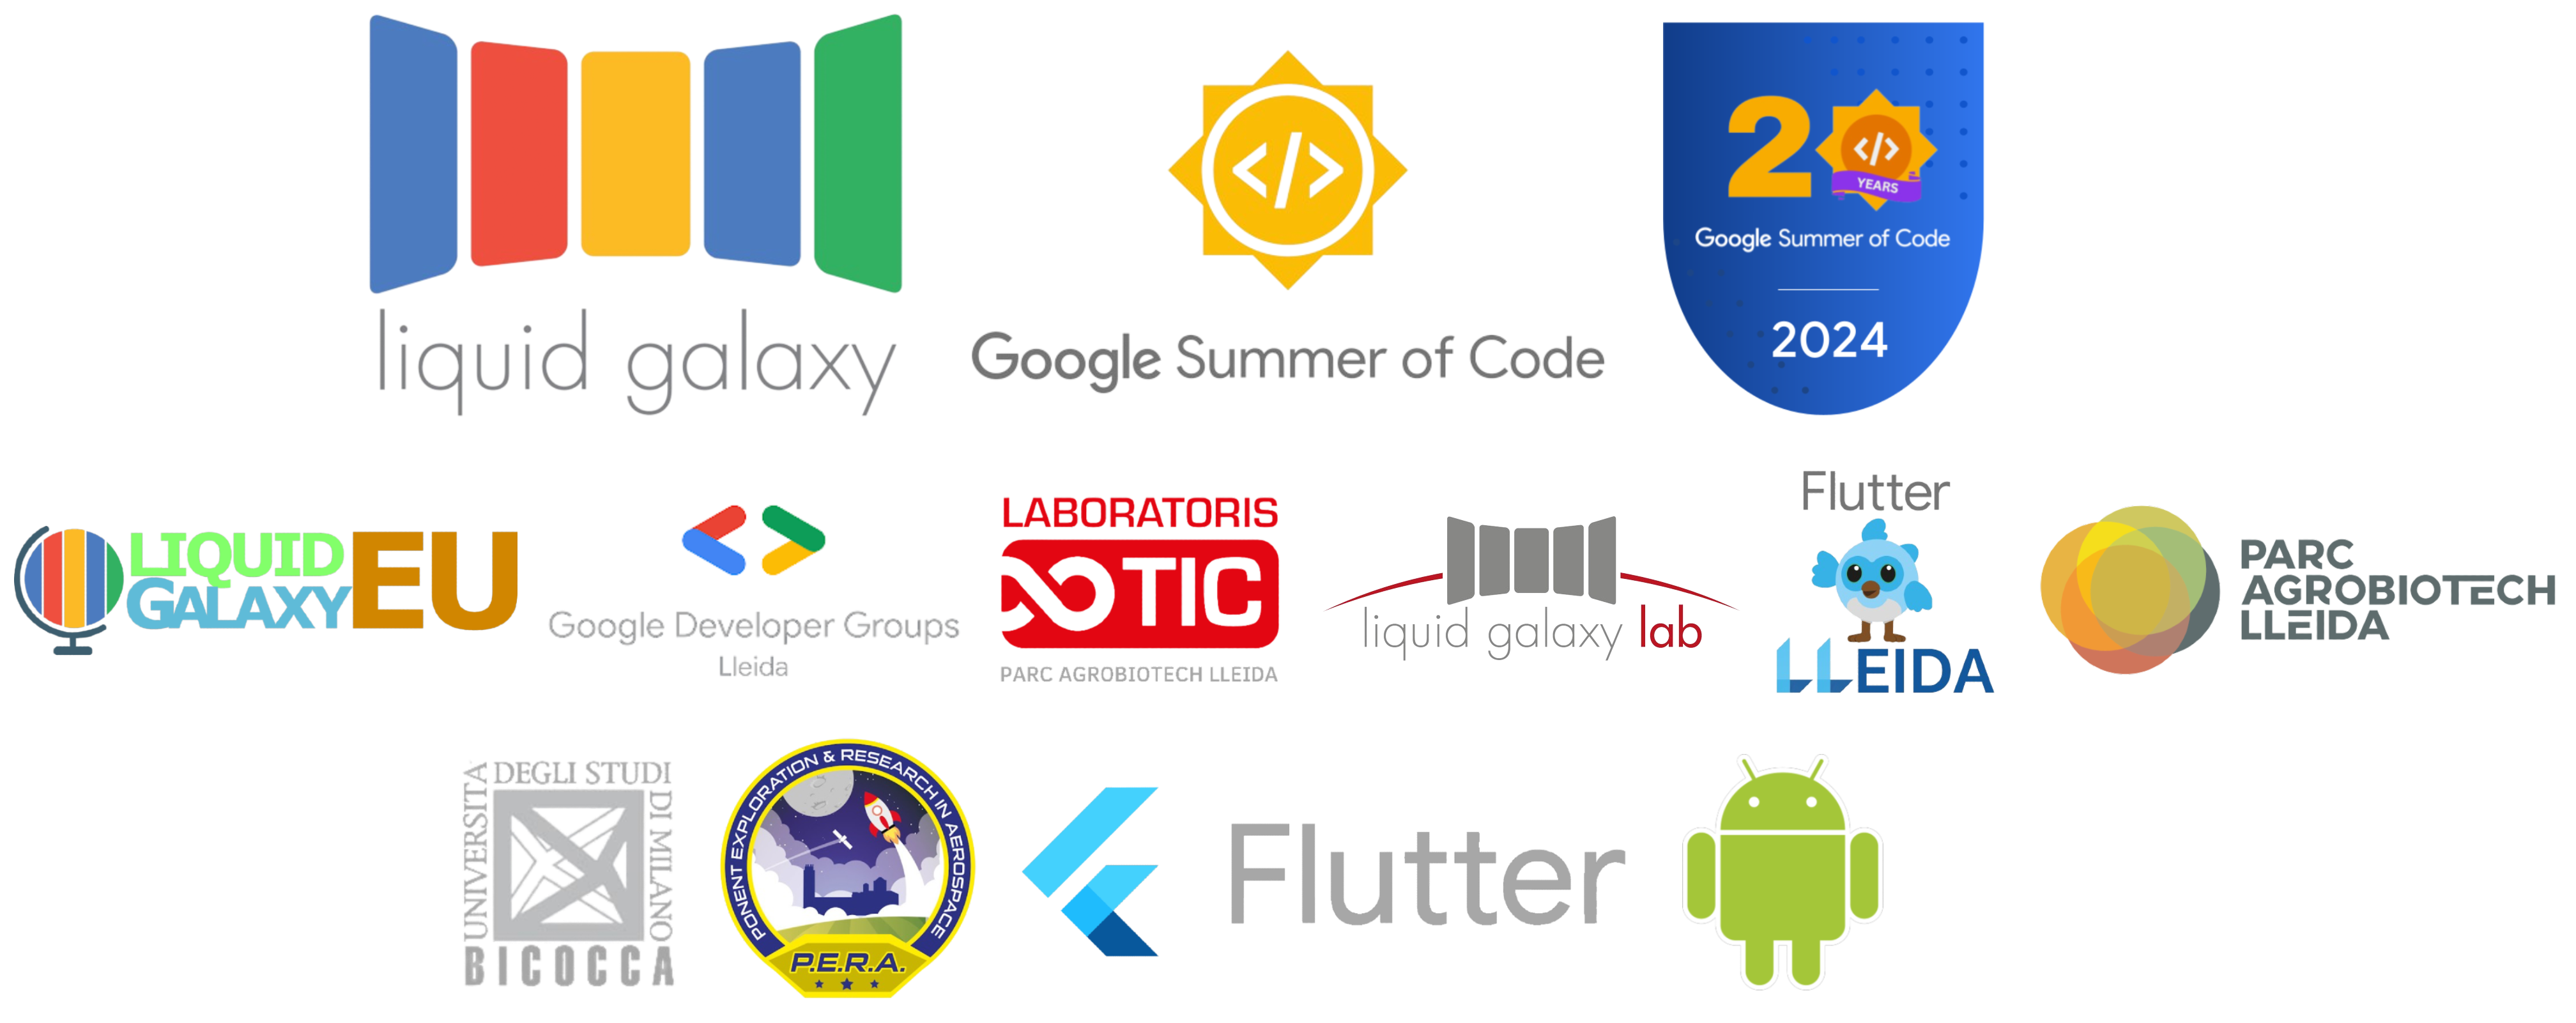 liquid galaxy
</>
Google Summer of Code
20
</>
YEARS
Google Summer of Code
2024
LIQUID
GALAXY
EU
Google Developer Groups
Lleida
LABORATORIS
TIC
PARC AGROBIOTECH LLEIDA
liquid galaxy lab
Flutter
LLEIDA
PARC
AGROBIOTECH
LLEIDA
UNIVERSITA
DEGLI STUDI
DI MILANO
BICOCCA
PONENT EXPLORATION & RESEARCH IN AEROSPACE
P.E.R.A.
Flutter